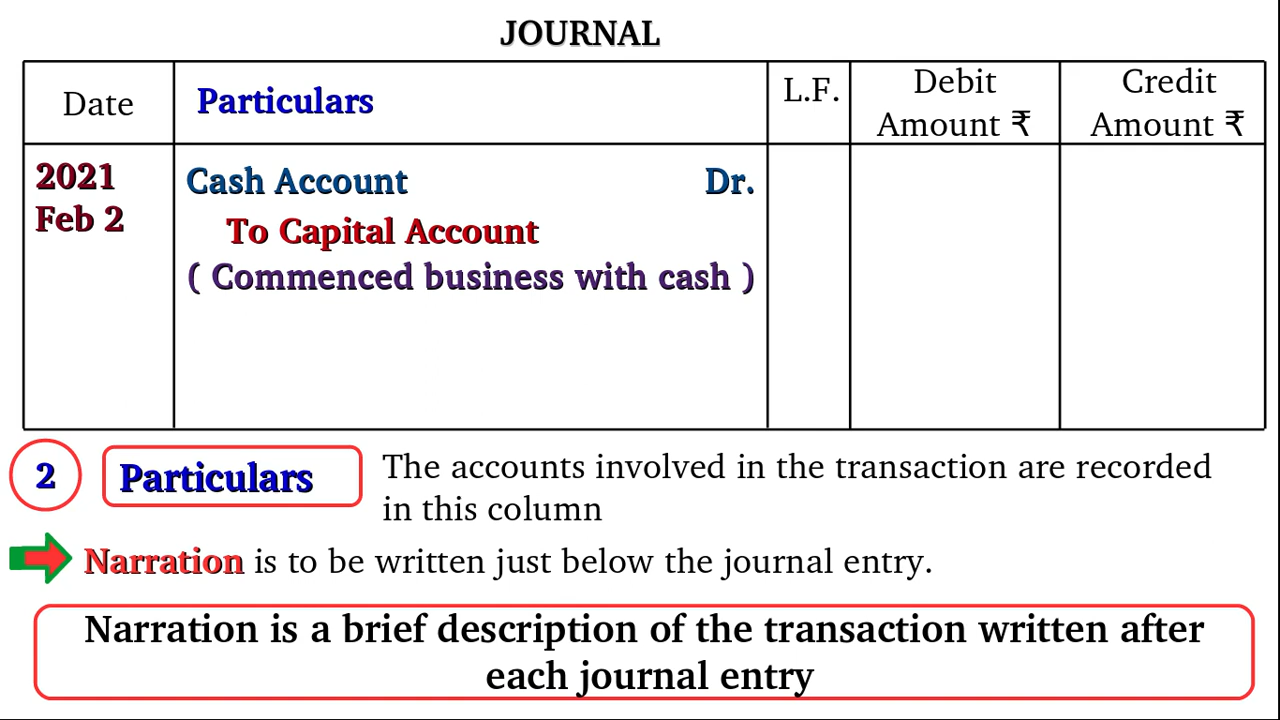 JOURNAL
Date Particulars L.F. Debit Amount ₹ Credit Amount ₹
2021
Feb 2
Cash Account Dr.
To Capital Account
( Commenced business with cash )
2 Particulars The accounts involved in the transaction are recorded
in this column
Narration is to be written just below the journal entry.
Narration is a brief description of the transaction written after
each journal entry